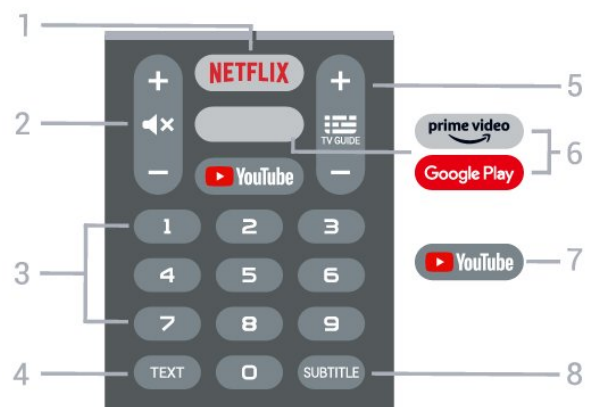 1
NETFLIX
+ +
5
2
TV GUIDE
prime video
6
Google Play
− YouTube −
1 2 3
3
4 5 6
YouTube
7
7 8 9
4
TEXT 0 SUBTITLE
8